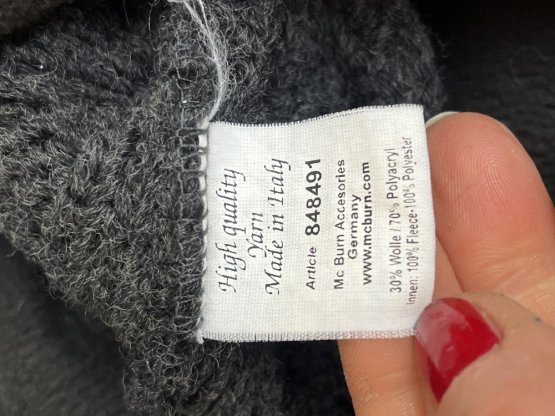 High quality
Yarn
Made in Italy
Article 848491
Mc Burn Accesories
Germany
www.mcburn.com
30% Wolle / 70% Polyacryl
Innen: 100% Fleece-100% Polyester